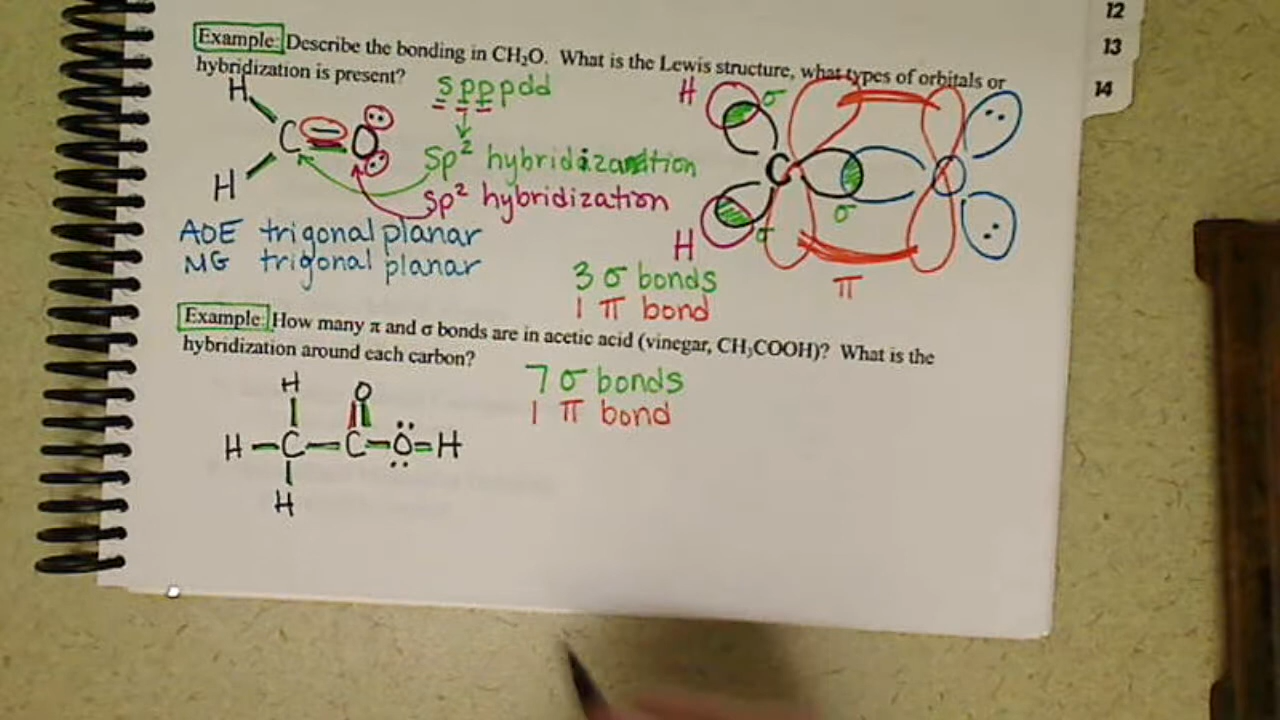 12
13
14
Example: Describe the bonding in CH₂O. What is the Lewis structure, what types of orbitals or
hybridization is present?
spppdd
H
C O
H
sp² hybridization
sp² hybridization
AOE trigonal planar
MG trigonal planar
H σ
C
σ
H σ
π
3 σ bonds
1 π bond
Example: How many π and σ bonds are in acetic acid (vinegar, CH₃COOH)? What is the
hybridization around each carbon?
7 σ bonds
1 π bond
H O
H C C O H
H